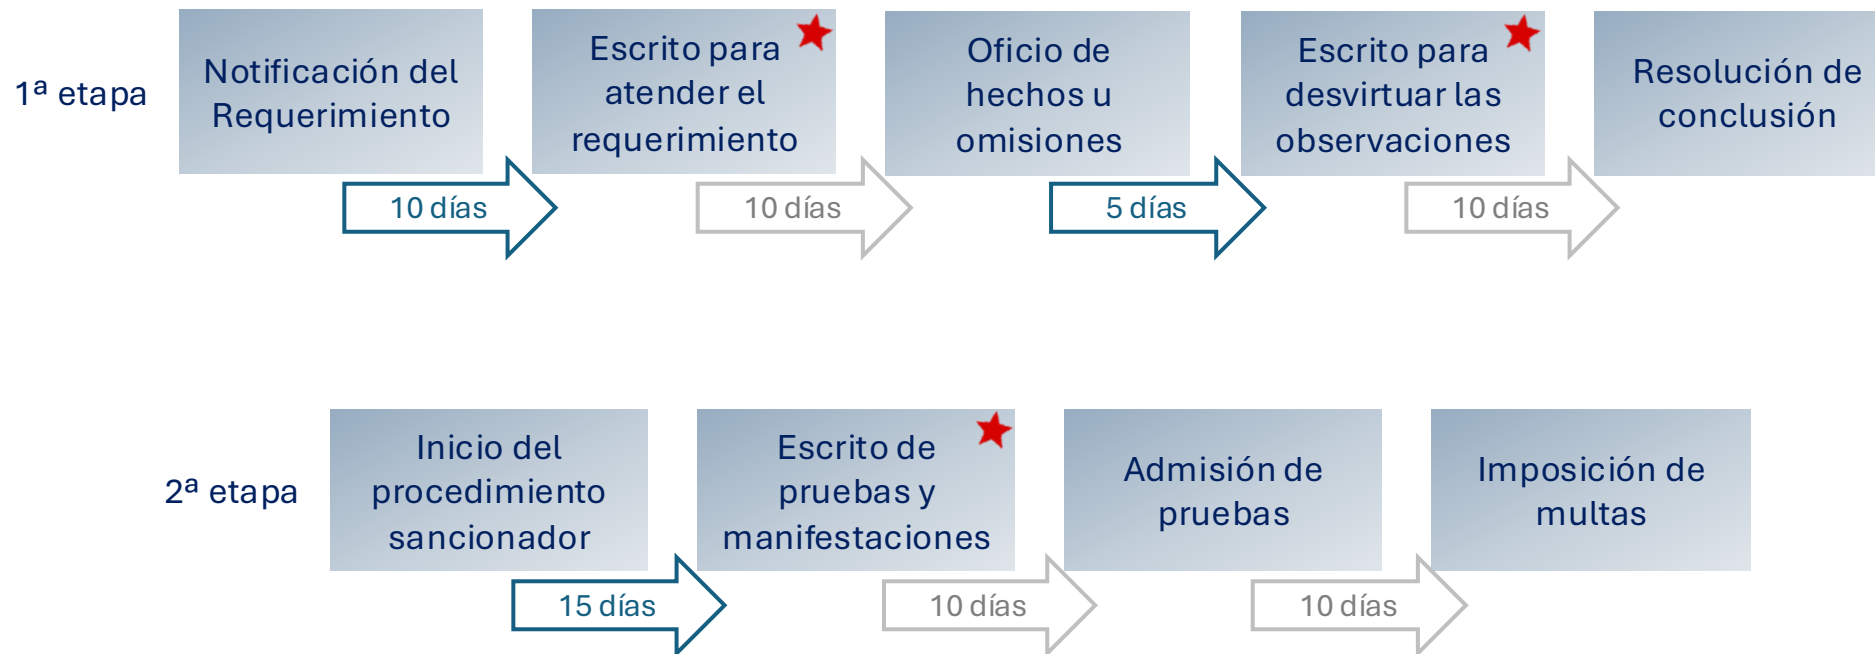 1ª etapa
Notificación del
Requerimiento
Escrito para
atender el
requerimiento
Oficio de
hechos u
omisiones
Escrito para
desvirtuar las
observaciones
Resolución de
conclusión
10 días
10 días
5 días
10 días
2ª etapa
Inicio del
procedimiento
sancionador
Escrito de
pruebas y
manifestaciones
Admisión de
pruebas
Imposición de
multas
15 días
10 días
10 días